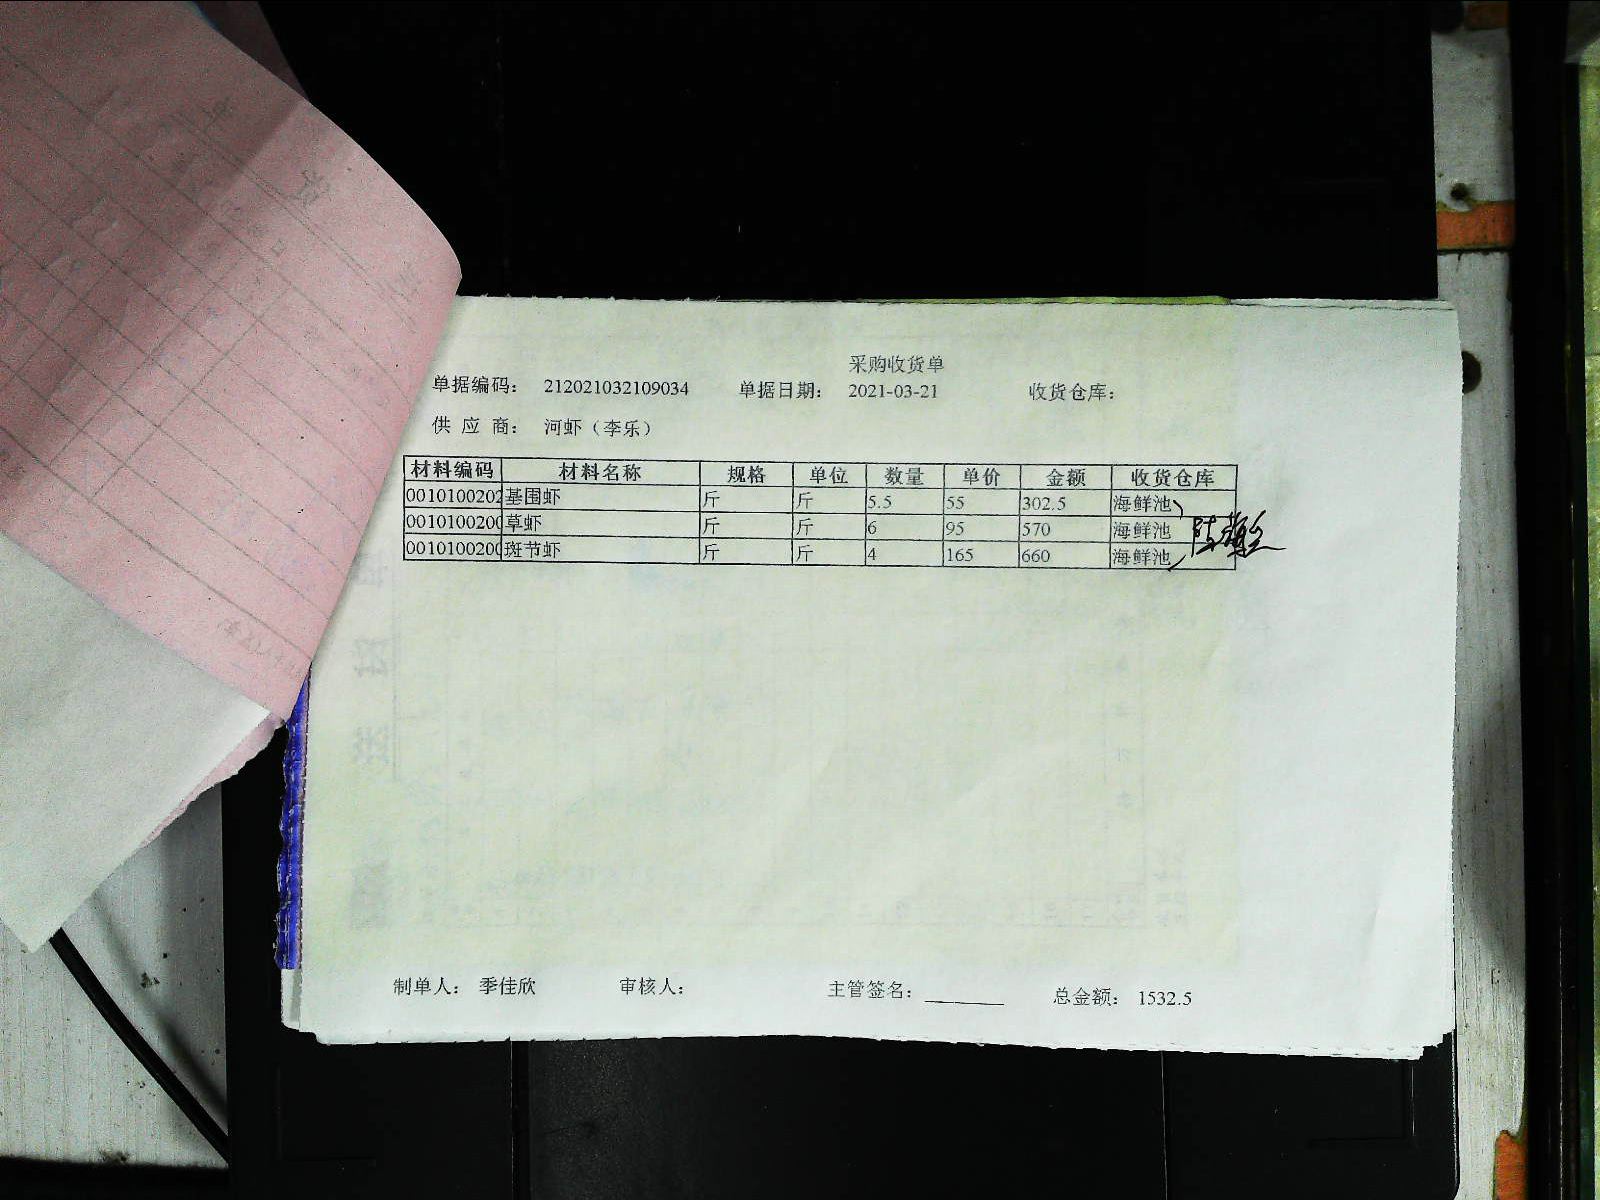 采购收货单
单据编码： 212021032109034 单据日期： 2021-03-21 收货仓库：
供 应 商： 河虾（李乐）
材料编码 材料名称 规格 单位 数量 单价 金额 收货仓库
0010100202 基围虾 斤 斤 5.5 55 302.5 海鲜池
001010020 草虾 斤 斤 6 95 570 海鲜池
001010020 斑节虾 斤 斤 4 165 660 海鲜池
制单人： 季佳欣 审核人： 主管签名： 总金额： 1532.5